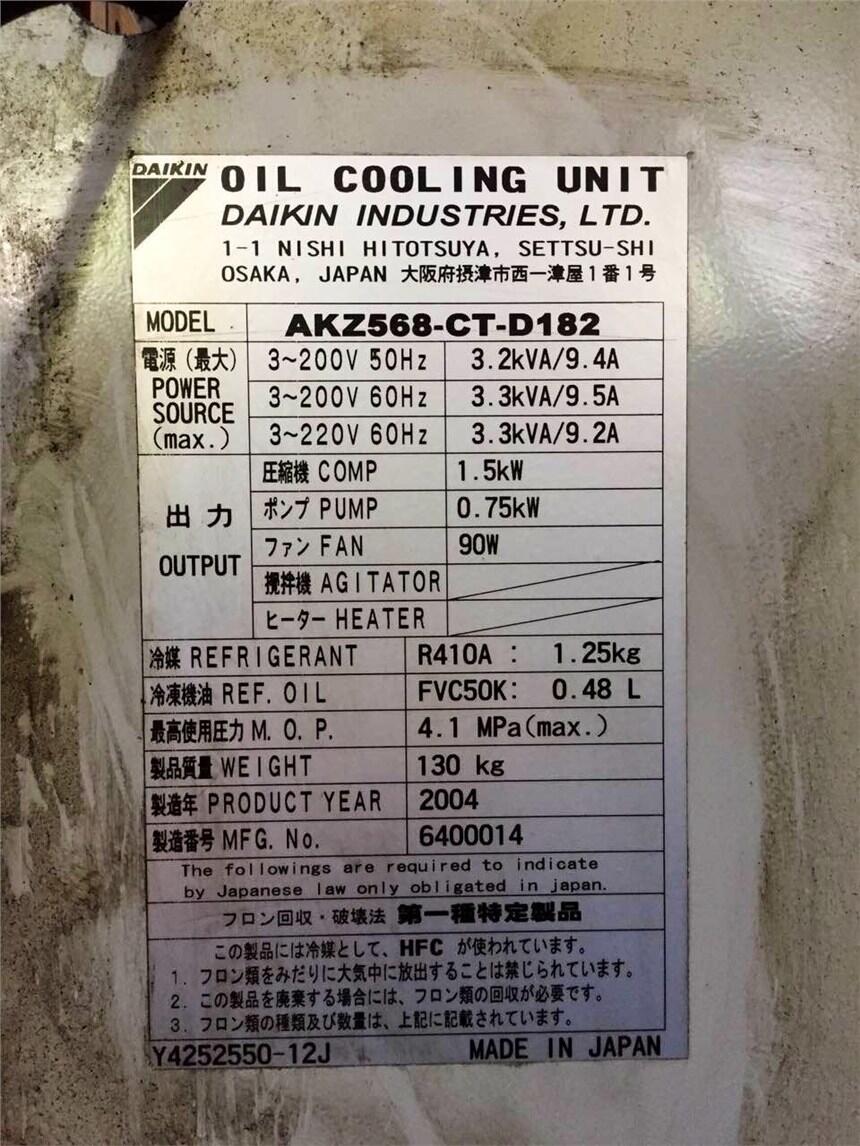 DAIKIN OIL COOLING UNIT
DAIKIN INDUSTRIES, LTD.
1-1 NISHI HITOTSUYA, SETTSU-SHI
OSAKA, JAPAN 大阪府摂津市西一津屋1番1号
MODEL AKZ568-CT-D182
電源(最大) POWER SOURCE (max.)
3~200V 50Hz 3.2kVA/9.4A
3~200V 60Hz 3.3kVA/9.5A
3~220V 60Hz 3.3kVA/9.2A
出力 OUTPUT
圧縮機 COMP 1.5kW
ポンプ PUMP 0.75kW
ファン FAN 90W
攪拌機 AGITATOR
ヒーター HEATER
冷媒 REFRIGERANT R410A : 1.25kg
冷凍機油 REF. OIL FVC50K: 0.48 L
最高使用圧力 M. O. P. 4.1 MPa(max.)
製品質量 WEIGHT 130 kg
製造年 PRODUCT YEAR 2004
製造番号 MFG. No. 6400014
The followings are required to indicate
by Japanese law only obligated in japan.
フロン回収・破壊法 第一種特定製品
この製品には冷媒として、HFC が使われています。
1. フロン類をみだりに大気中に放出することは禁じられています。
2. この製品を廃棄する場合には、フロン類の回収が必要です。
3. フロン類の種類及び数量は、上記に記載されています。
Y4252550-12J MADE IN JAPAN